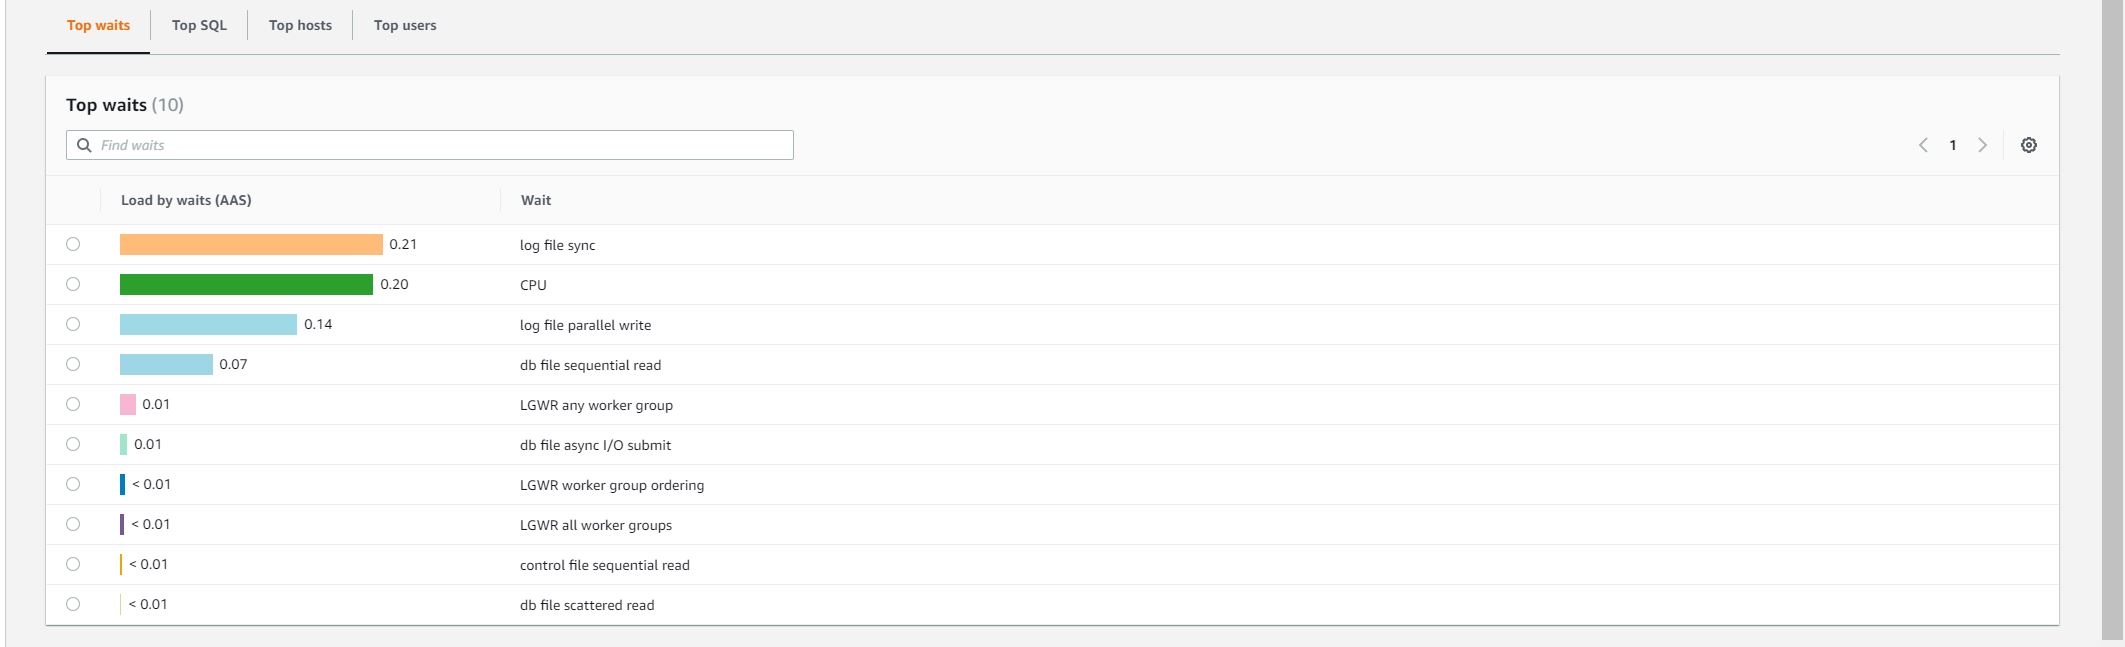 Top waits Top SQL Top hosts Top users
Top waits (10)
Find waits
1
Load by waits (AAS) Wait
0.21 log file sync
0.20 CPU
0.14 log file parallel write
0.07 db file sequential read
0.01 LGWR any worker group
0.01 db file async I/O submit
< 0.01 LGWR worker group ordering
< 0.01 LGWR all worker groups
< 0.01 control file sequential read
< 0.01 db file scattered read